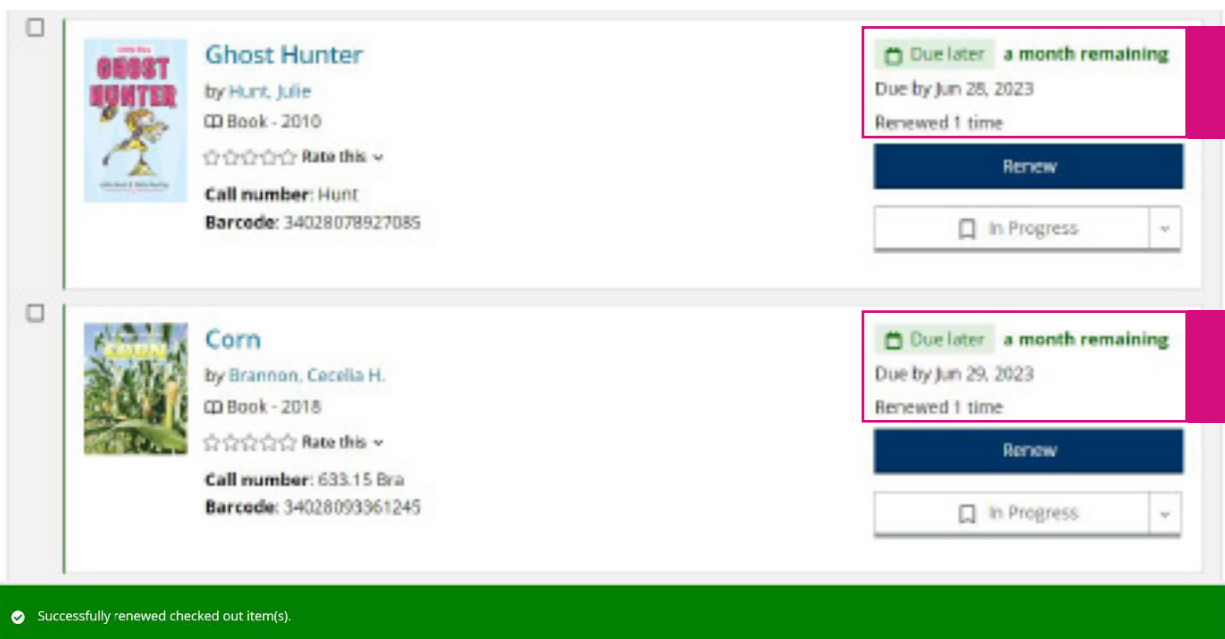 Ghost Hunter
by Hunt, Julie
Book - 2010
Rate this
Call number: Hunt
Barcode: 34028078927085
GHOST
HUNTER
Due later a month remaining
Due by Jun 28, 2023
Renewed 1 time
Renew
In Progress
Corn
by Brannon, Cecelia H.
Book - 2018
Rate this
Call number: 633.15 Bra
Barcode: 34028093361245
CORN
Due later a month remaining
Due by Jun 29, 2023
Renewed 1 time
Renew
In Progress
Successfully renewed checked out item(s).